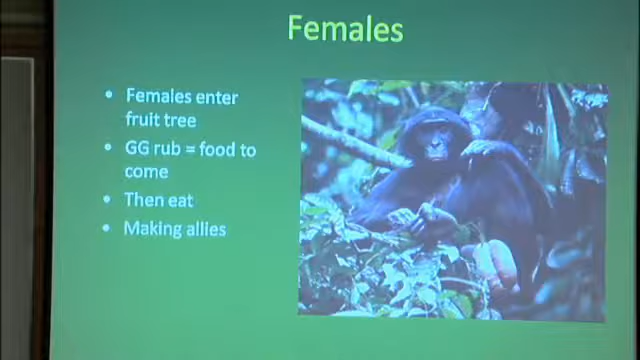 Females
• Females enter
fruit tree
• GG rub = food to
come
• Then eat
• Making allies